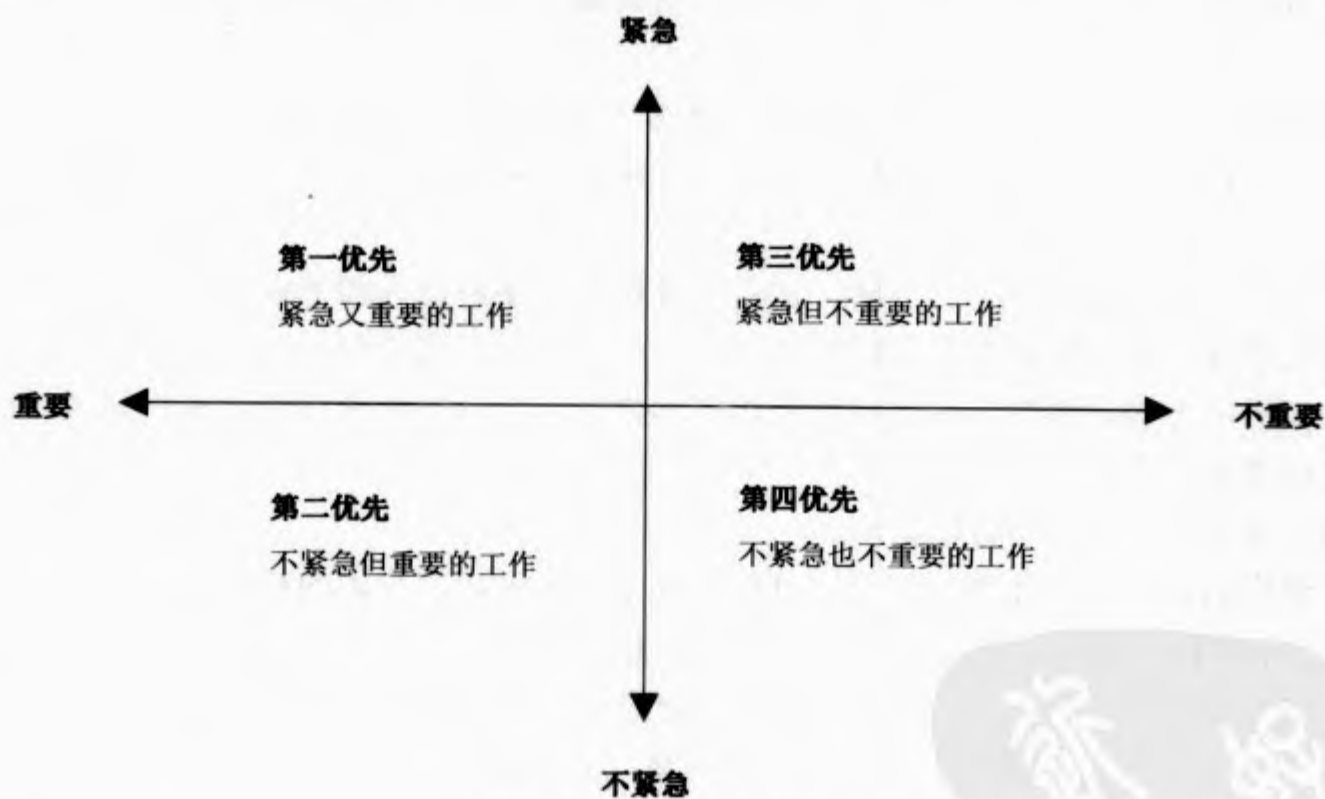 紧急
第一优先
紧急又重要的工作
第三优先
紧急但不重要的工作
重要
不重要
第二优先
不紧急但重要的工作
第四优先
不紧急也不重要的工作
不紧急